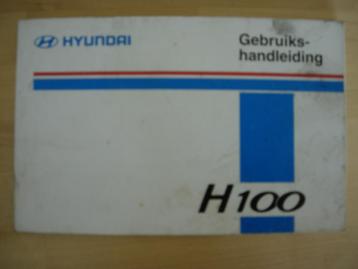 HYUNDAI
Gebruiks-
handleiding
H100